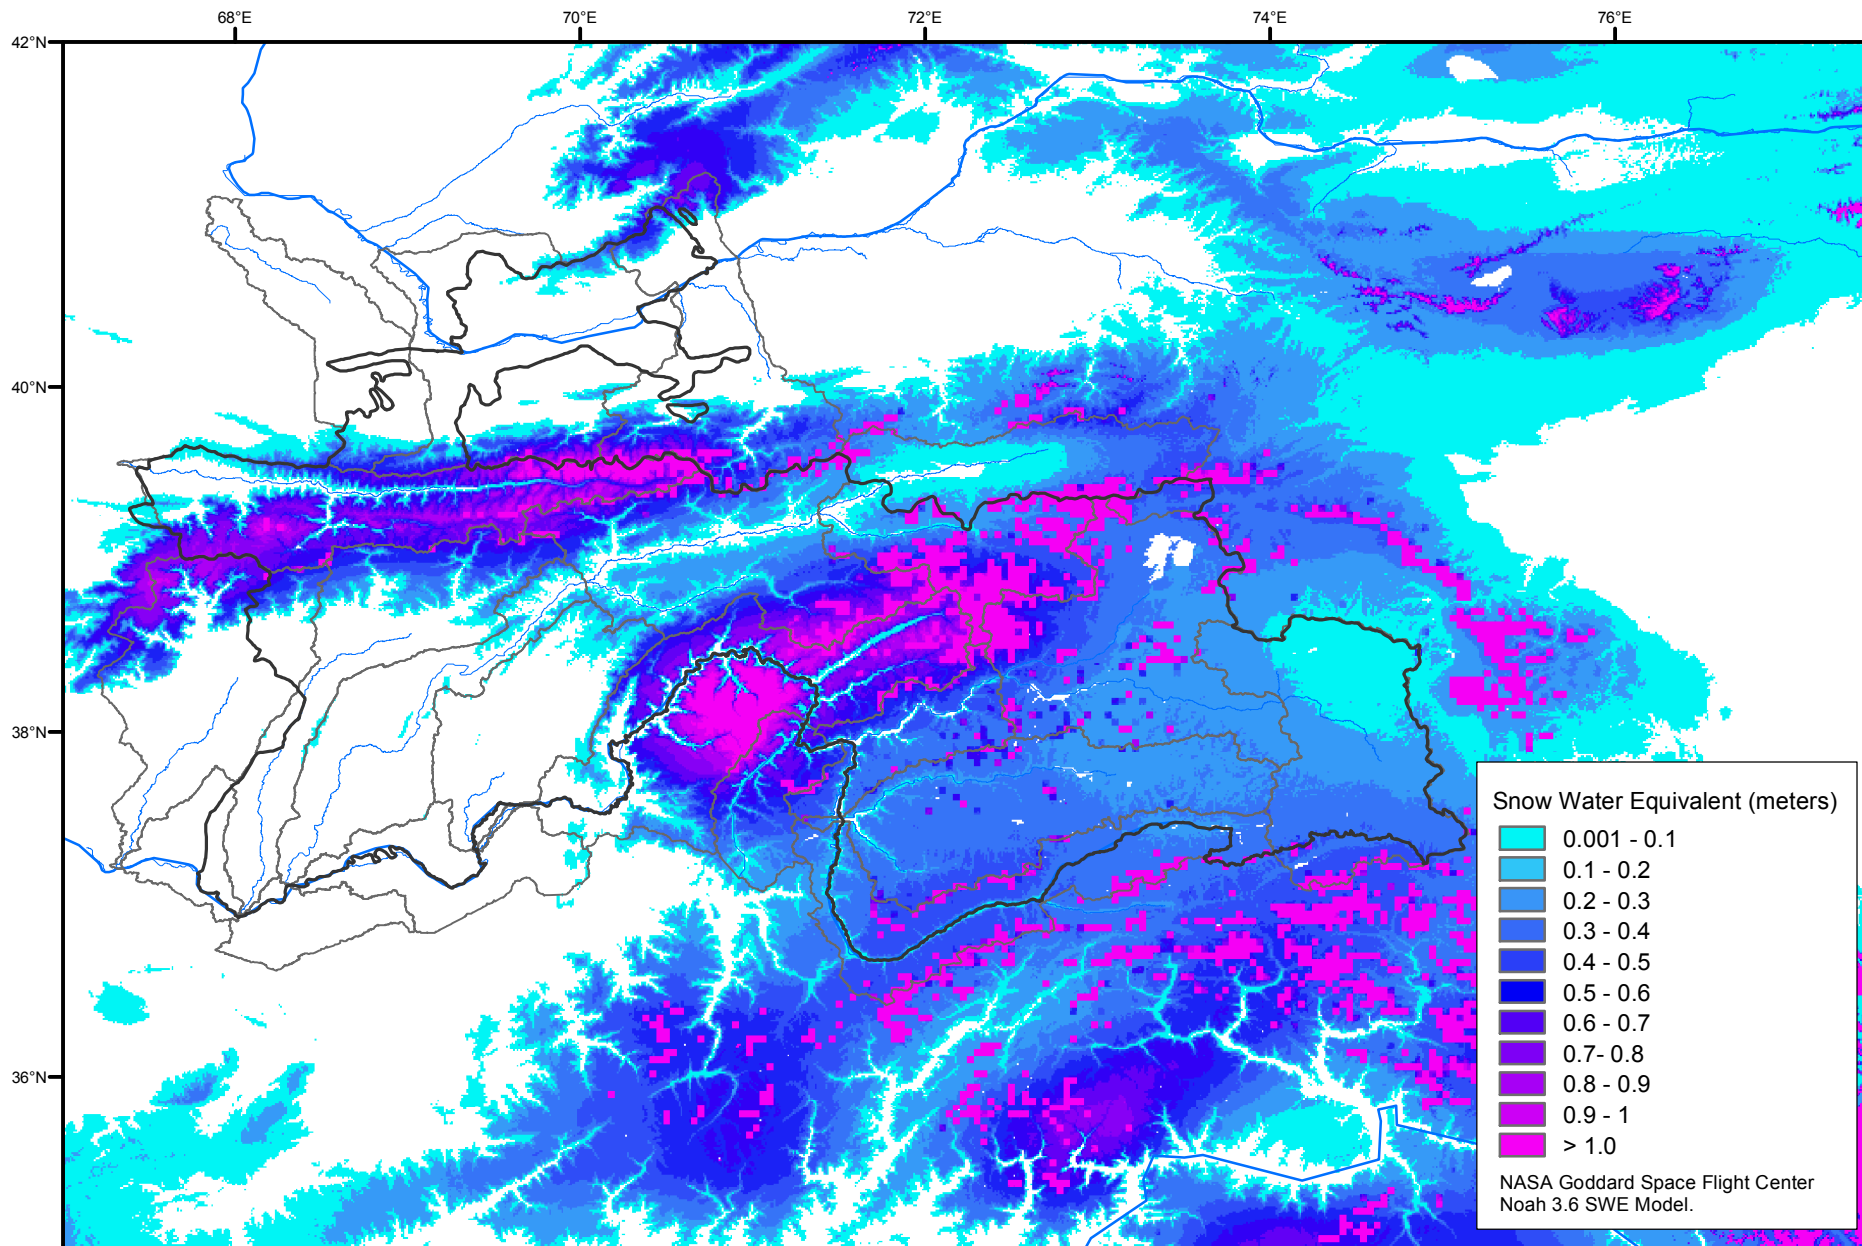 68°E 70°E 72°E 74°E 76°E
42°N
40°N
38°N
36°N
Snow Water Equivalent (meters)
0.001 - 0.1
0.1 - 0.2
0.2 - 0.3
0.3 - 0.4
0.4 - 0.5
0.5 - 0.6
0.6 - 0.7
0.7- 0.8
0.8 - 0.9
0.9 - 1
> 1.0
NASA Goddard Space Flight Center
Noah 3.6 SWE Model.